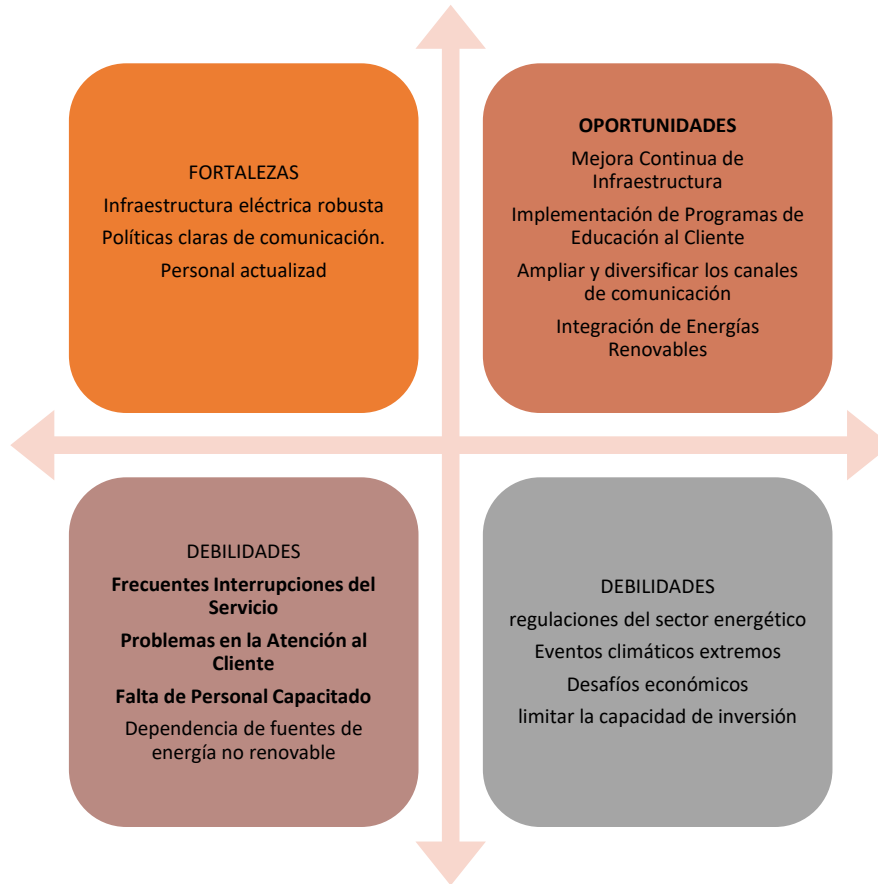 FORTALEZAS
Infraestructura eléctrica robusta
Políticas claras de comunicación.
Personal actualizad
OPORTUNIDADES
Mejora Continua de
Infraestructura
Implementación de Programas de
Educación al Cliente
Ampliar y diversificar los canales
de comunicación
Integración de Energías
Renovables
DEBILIDADES
Frecuentes Interrupciones del
Servicio
Problemas en la Atención al
Cliente
Falta de Personal Capacitado
Dependencia de fuentes de
energía no renovable
DEBILIDADES
regulaciones del sector energético
Eventos climáticos extremos
Desafíos económicos
limitar la capacidad de inversión